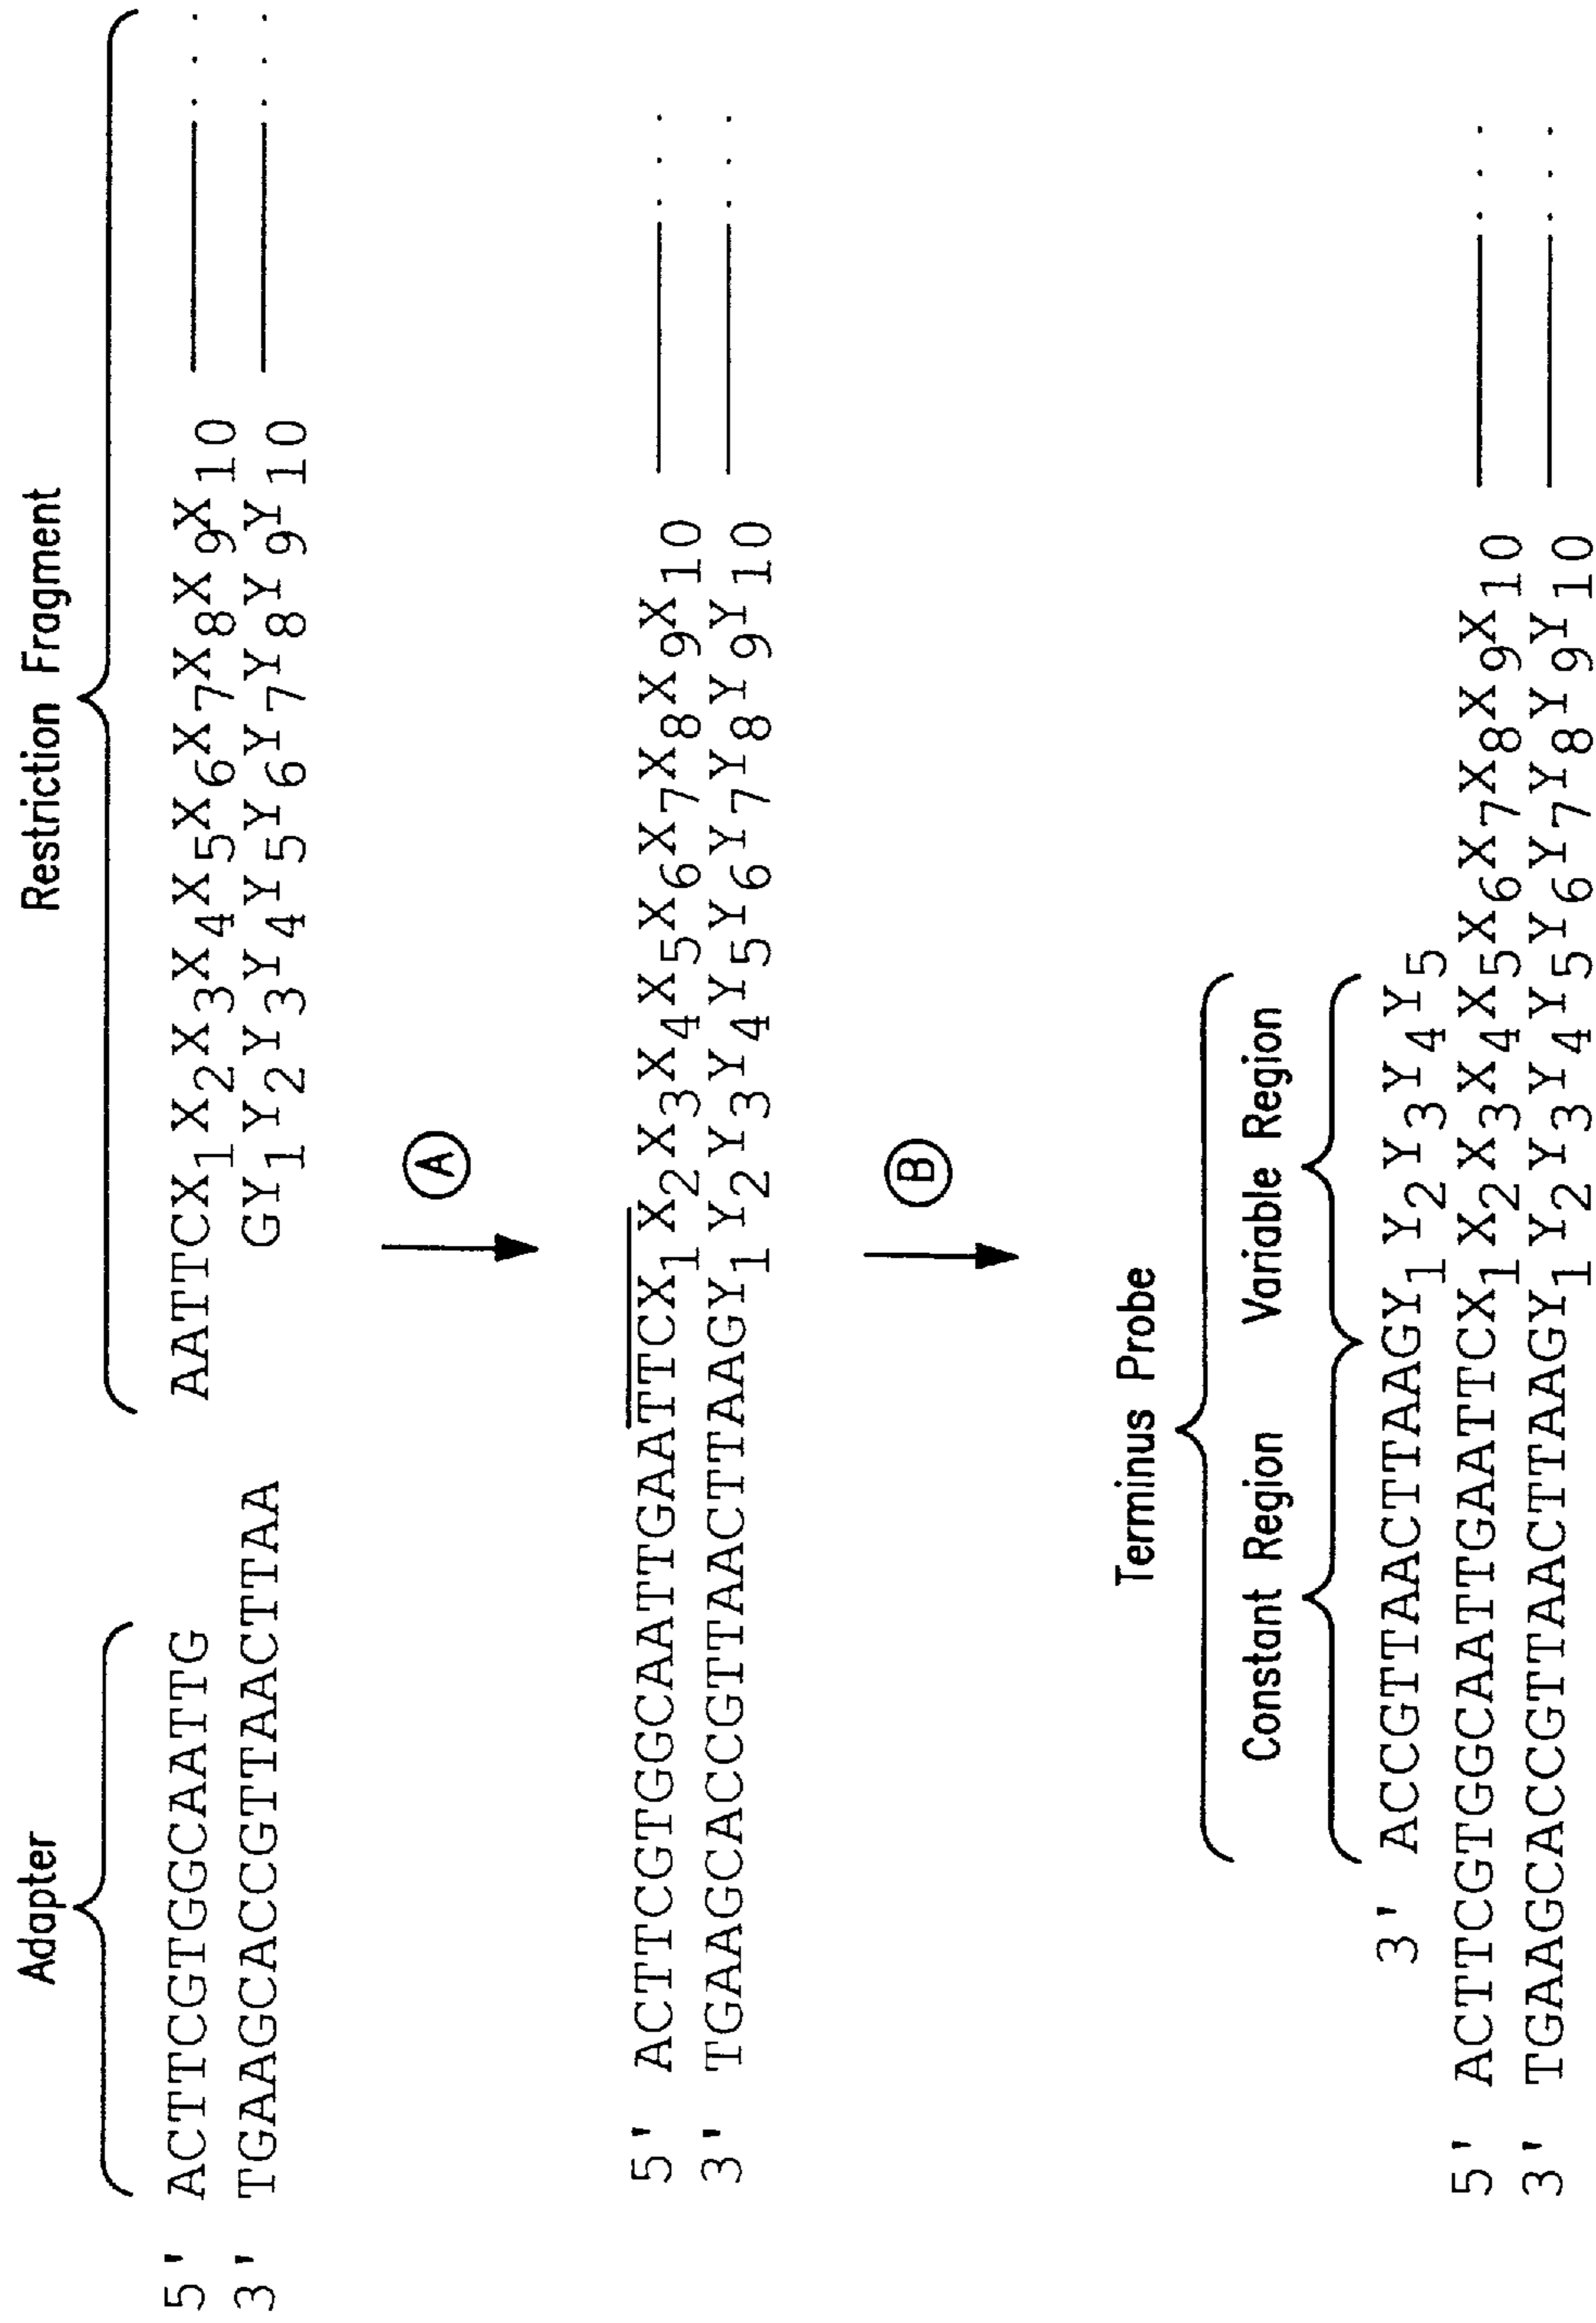 Adapter
Restriction Fragment
5' ACTTCGTGGCAATTG AATTCX1X2X3X4X5X6X7X8X9X10 ...
3' TGAAGCACCGTTAACTTAA GY1Y2Y3Y4Y5Y6Y7Y8Y9Y10 ...
A
5' ACTTCGTGGCAATTGAATTCX1X2X3X4X5X6X7X8X9X10 ...
3' TGAAGCACCGTTAACTTAAGY1Y2Y3Y4Y5Y6Y7Y8Y9Y10 ...
B
Terminus Probe
Constant Region Variable Region
3' ACCGTTAACTTAAGY1Y2Y3Y4Y5
5' ACTTCGTGGCAATTGAATTCX1X2X3X4X5X6X7X8X9X10 ...
3' TGAAGCACCGTTAACTTAAGY1Y2Y3Y4Y5Y6Y7Y8Y9Y10 ...